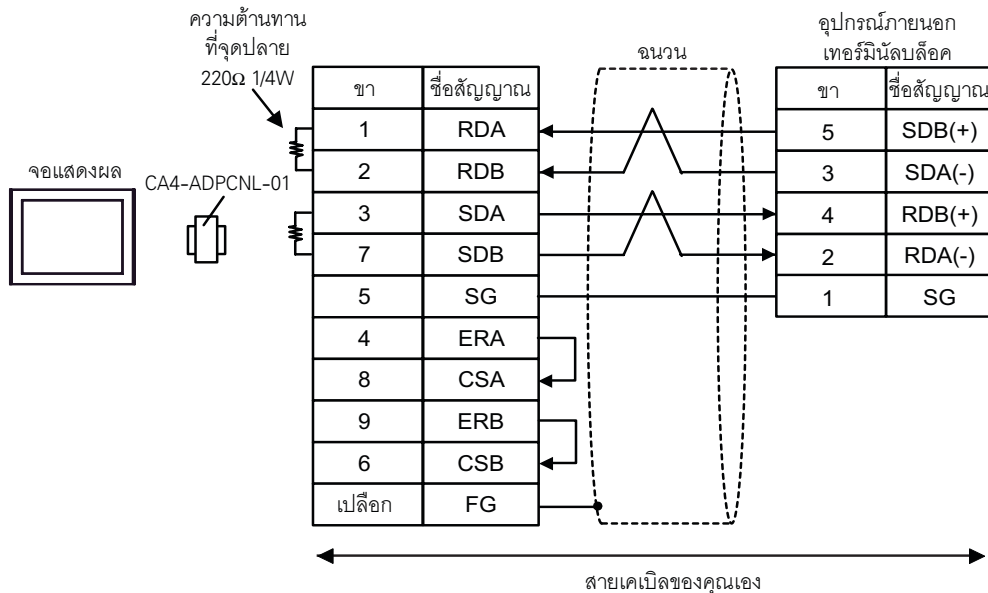 ความต้านทาน
ที่จุดปลาย
220Ω 1/4W
ฉนวน
อุปกรณ์ภายนอก
เทอร์มินัลบล็อค
จอแสดงผล
CA4-ADPCNL-01
ขา ชื่อสัญญาณ
1 RDA
2 RDB
3 SDA
7 SDB
5 SG
4 ERA
8 CSA
9 ERB
6 CSB
เปลือก FG
ขา ชื่อสัญญาณ
5 SDB(+)
3 SDA(-)
4 RDB(+)
2 RDA(-)
1 SG
สายเคเบิลของคุณเอง